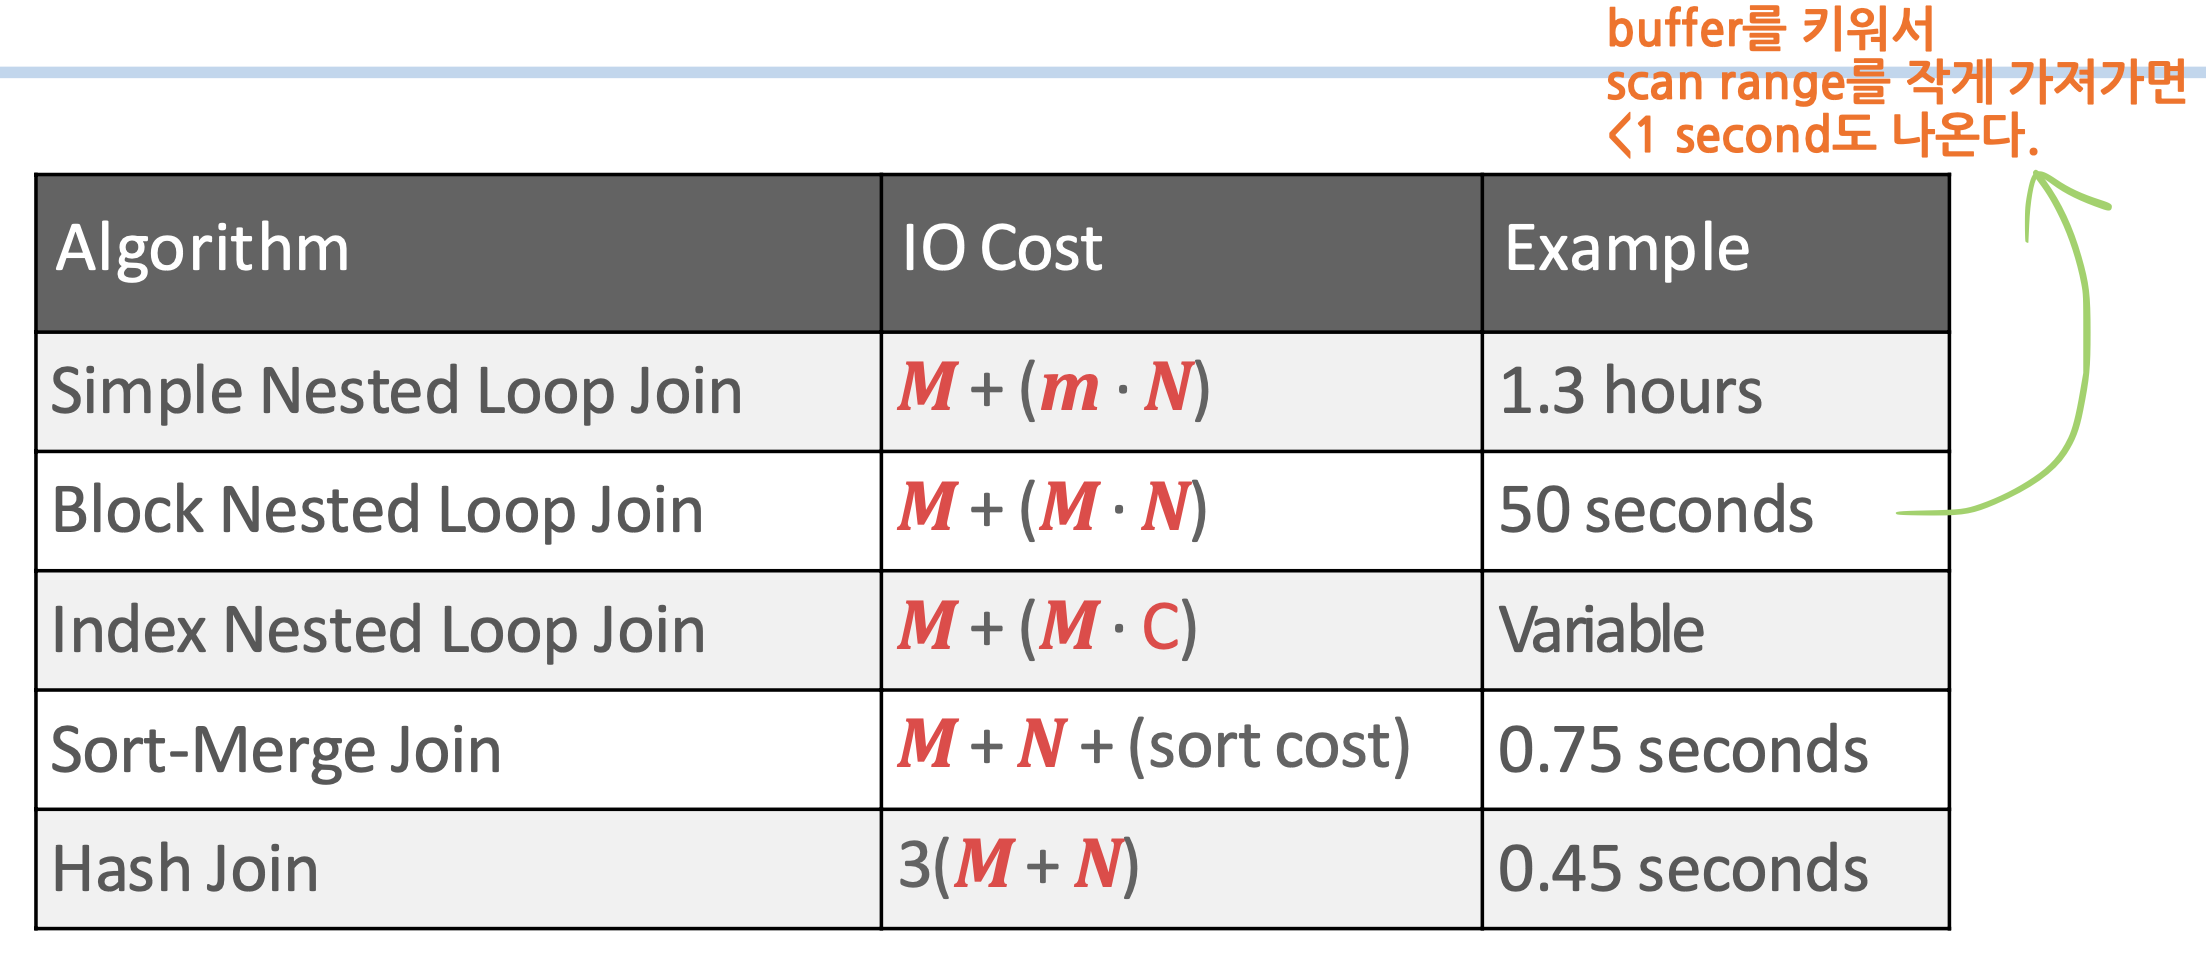 buffer를 키워서
scan range를 작게 가져가면
<1 second도 나온다.
Algorithm IO Cost Example
Simple Nested Loop Join M + (m · N) 1.3 hours
Block Nested Loop Join M + (M · N) 50 seconds
Index Nested Loop Join M + (M · C) Variable
Sort-Merge Join M + N + (sort cost) 0.75 seconds
Hash Join 3(M + N) 0.45 seconds